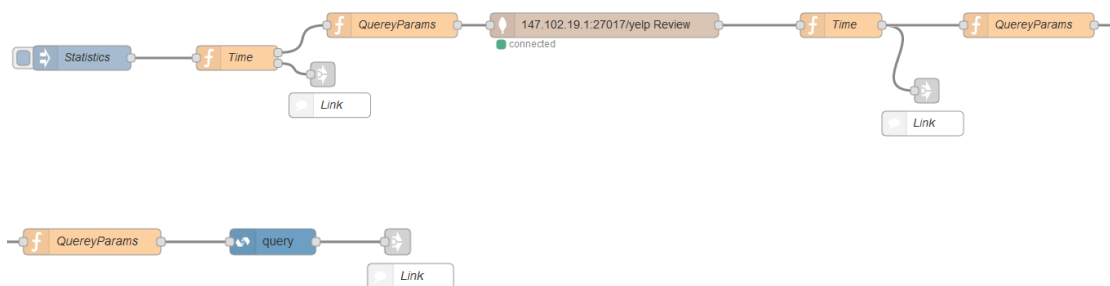 Statistics
Time
QuereyParams
Link
147.102.19.1:27017/yelp Review
connected
Time
Link
QuereyParams
QuereyParams
query
Link